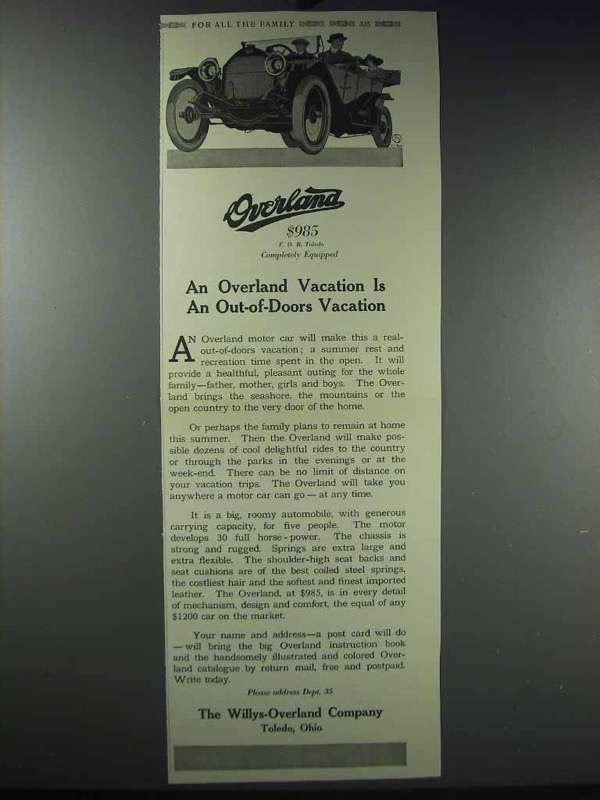 FOR ALL THE FAMILY 335
Overland
$985
F. O. B. Toledo
Completely Equipped
An Overland Vacation Is
An Out-of-Doors Vacation
AN Overland motor car will make this a real-
out-of-doors vacation; a summer rest and
recreation time spent in the open. It will
provide a healthful, pleasant outing for the whole
family—father, mother, girls and boys. The Over-
land brings the seashore, the mountains or the
open country to the very door of the home.
Or perhaps the family plans to remain at home
this summer. Then the Overland will make pos-
sible dozens of cool delightful rides to the country
or through the parks in the evenings or at the
week-end. There can be no limit of distance on
your vacation trips. The Overland will take you
anywhere a motor car can go — at any time.
It is a big, roomy automobile, with generous
carrying capacity, for five people. The motor
develops 30 full horse-power. The chassis is
strong and rugged. Springs are extra large and
extra flexible. The shoulder-high seat backs and
seat cushions are of the best coiled steel springs,
the costliest hair and the softest and finest imported
leather. The Overland, at $985, is in every detail
of mechanism, design and comfort, the equal of any
$1200 car on the market.
Your name and address—a post card will do
— will bring the big Overland instruction book
and the handsomely illustrated and colored Over-
land catalogue by return mail, free and postpaid.
Write today.
Please address Dept. 35
The Willys-Overland Company
Toledo, Ohio